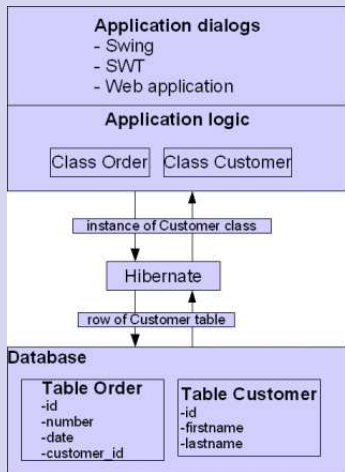 Application dialogs
- Swing
- SWT
- Web application
Application logic
Class Order
Class Customer
instance of Customer class
Hibernate
row of Customer table
Database
Table Order
-id
-number
-date
-customer_id
Table Customer
-id
-firstname
-lastname